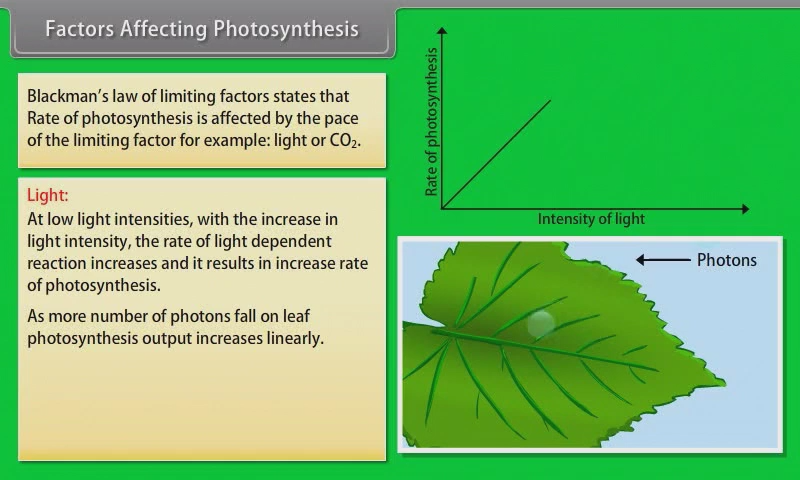 Factors Affecting Photosynthesis
Blackman's law of limiting factors states that
Rate of photosynthesis is affected by the pace
of the limiting factor for example: light or CO₂.
Light:
At low light intensities, with the increase in
light intensity, the rate of light dependent
reaction increases and it results in increase rate
of photosynthesis.
As more number of photons fall on leaf
photosynthesis output increases linearly.
Rate of photosynthesis
Intensity of light
Photons